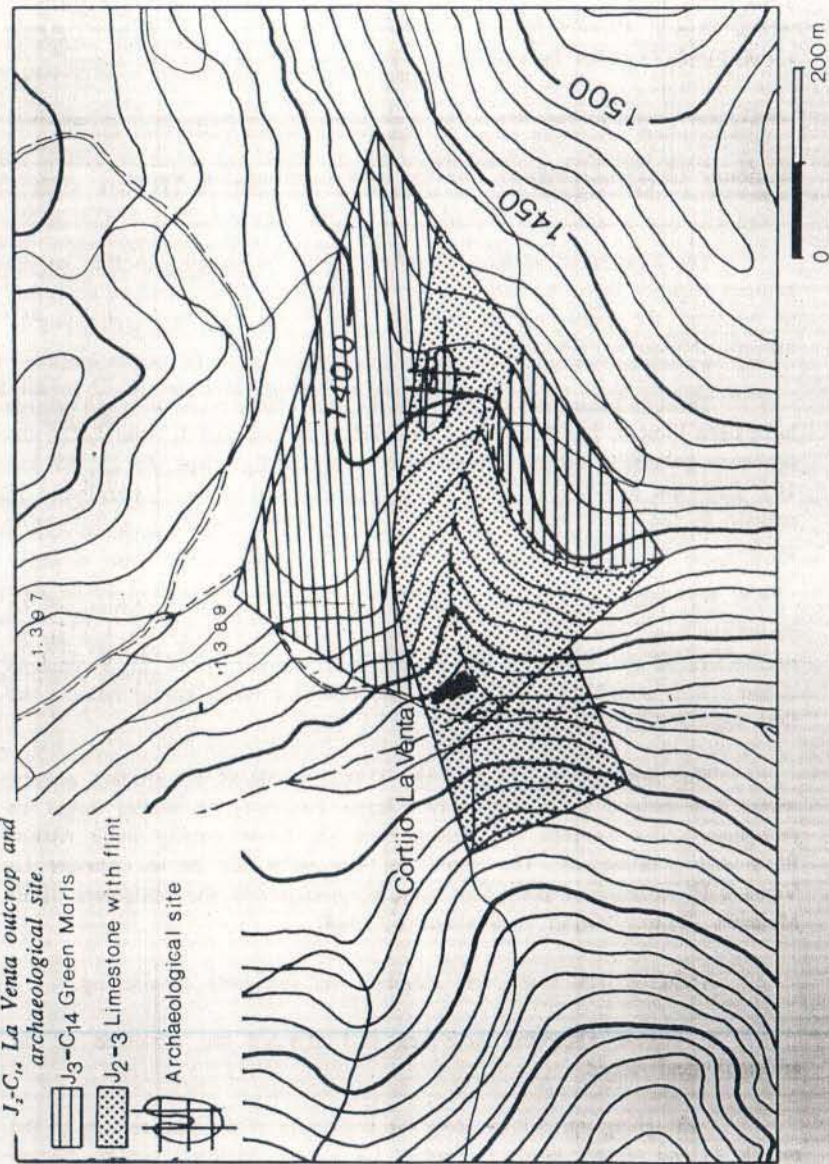 J₂-C₁₄ La Venta outcrop and
archaeological site.
J₃-C₁₄ Green Marls
J₂-₃ Limestone with flint
Archaeological site
.1397
.1389
1400
1450
1500
Cortijo La Venta
0
200 m